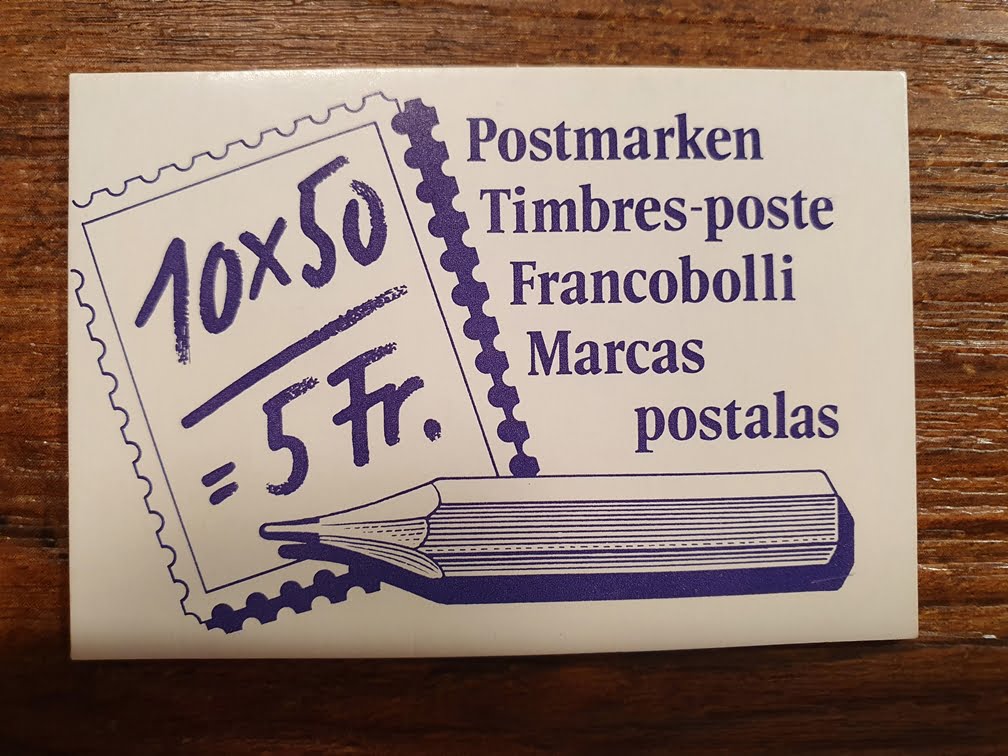 10x50
= 5 Fr.
Postmarken
Timbres-poste
Francobolli
Marcas
postalas